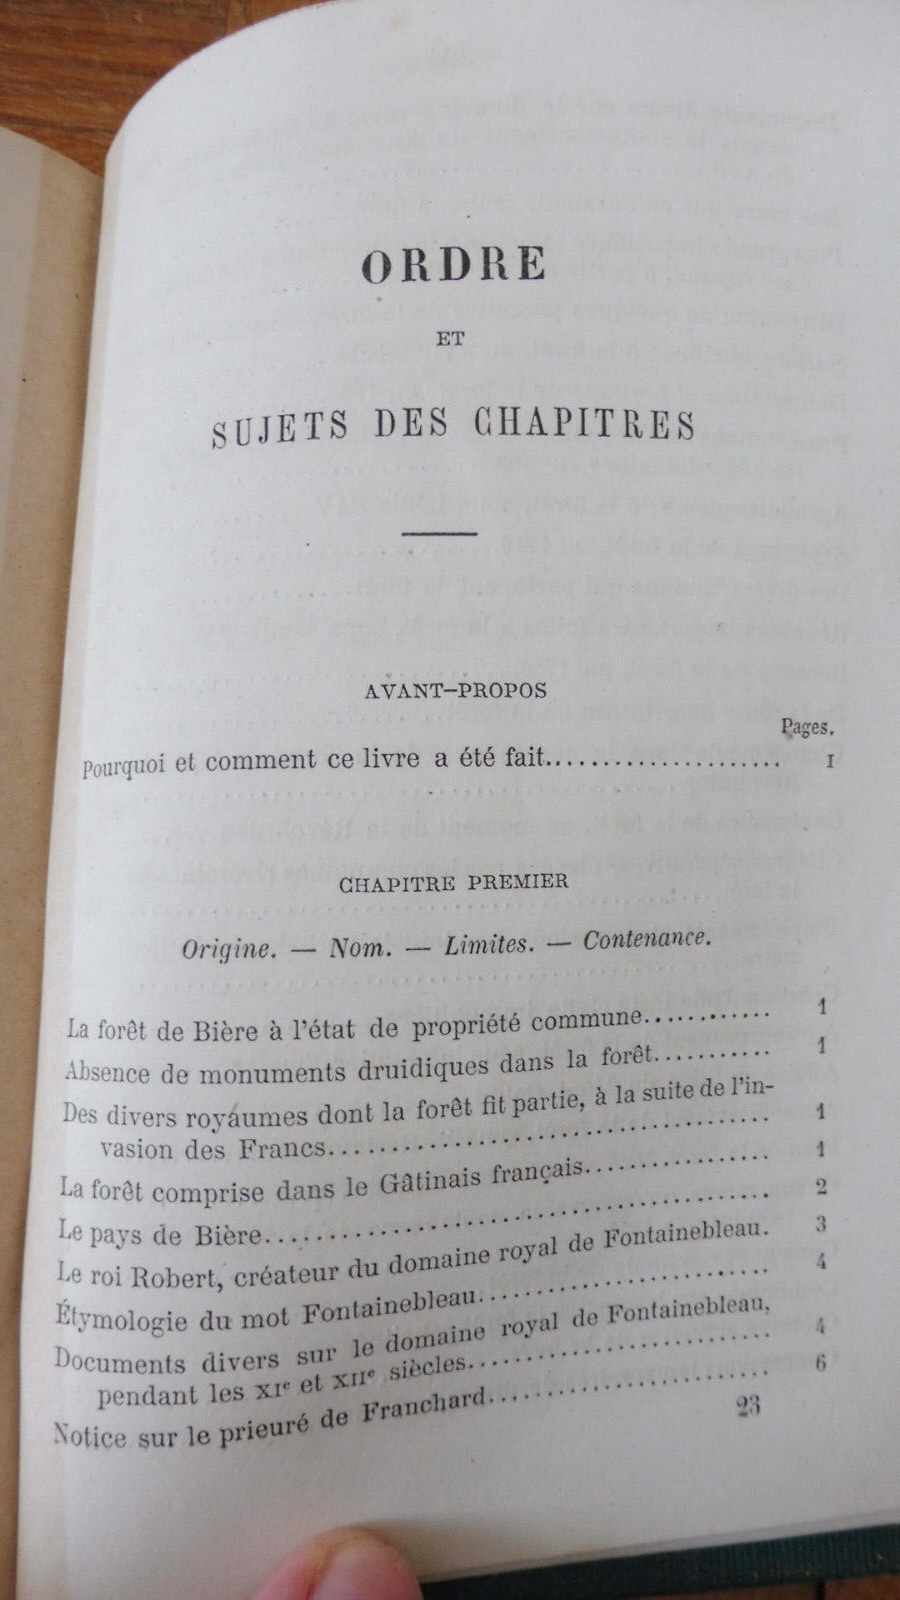 ORDRE
ET
SUJETS DES CHAPITRES
AVANT-PROPOS
Pages.
Pourquoi et comment ce livre a été fait..................... I
CHAPITRE PREMIER
Origine. — Nom. — Limites. — Contenance.
La forêt de Bière à l'état de propriété commune............ 1
Absence de monuments druidiques dans la forêt........... 1
Des divers royaumes dont la forêt fit partie, à la suite de l'in-
vasion des Francs.................................... 1
La forêt comprise dans le Gâtinais français................ 1
Le pays de Bière........................................ 2
Le roi Robert, créateur du domaine royal de Fontainebleau. 3
Étymologie du mot Fontainebleau....................... 4
Documents divers sur le domaine royal de Fontainebleau,
pendant les XIe et XIIe siècles......................... 4
Notice sur le prieuré de Franchard....................... 6
23